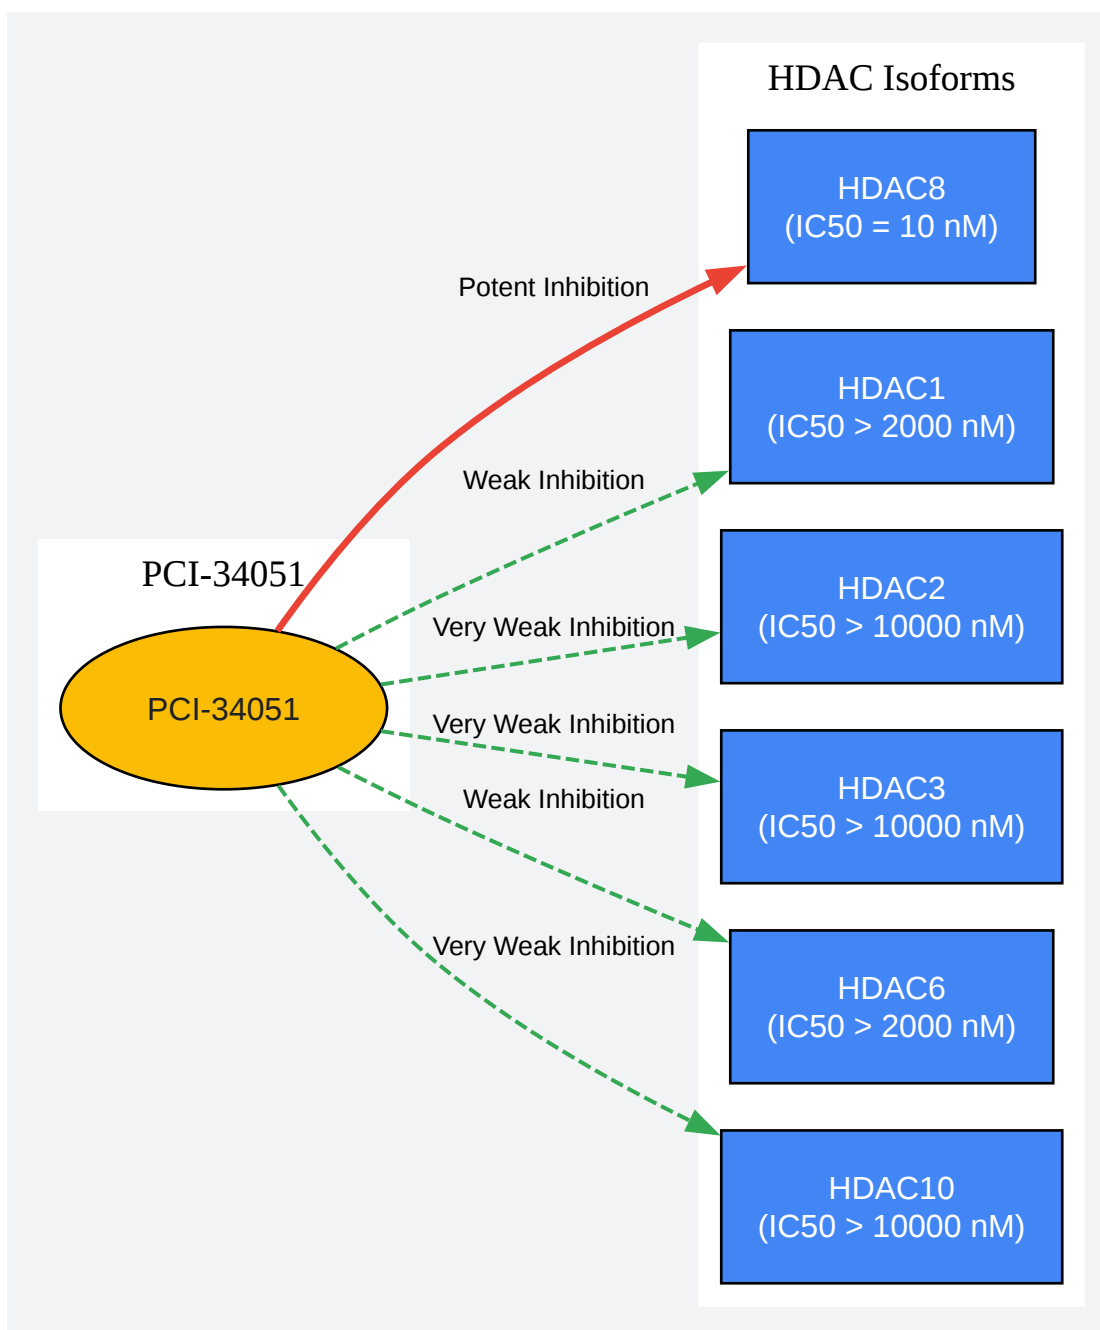 HDAC Isoforms
HDAC8
(IC50 = 10 nM)
Potent Inhibition
HDAC1
(IC50 > 2000 nM)
Weak Inhibition
PCI-34051
HDAC2
(IC50 > 10000 nM)
Very Weak Inhibition
PCI-34051
Very Weak Inhibition
HDAC3
(IC50 > 10000 nM)
Weak Inhibition
HDAC6
(IC50 > 2000 nM)
Very Weak Inhibition
HDAC10
(IC50 > 10000 nM)